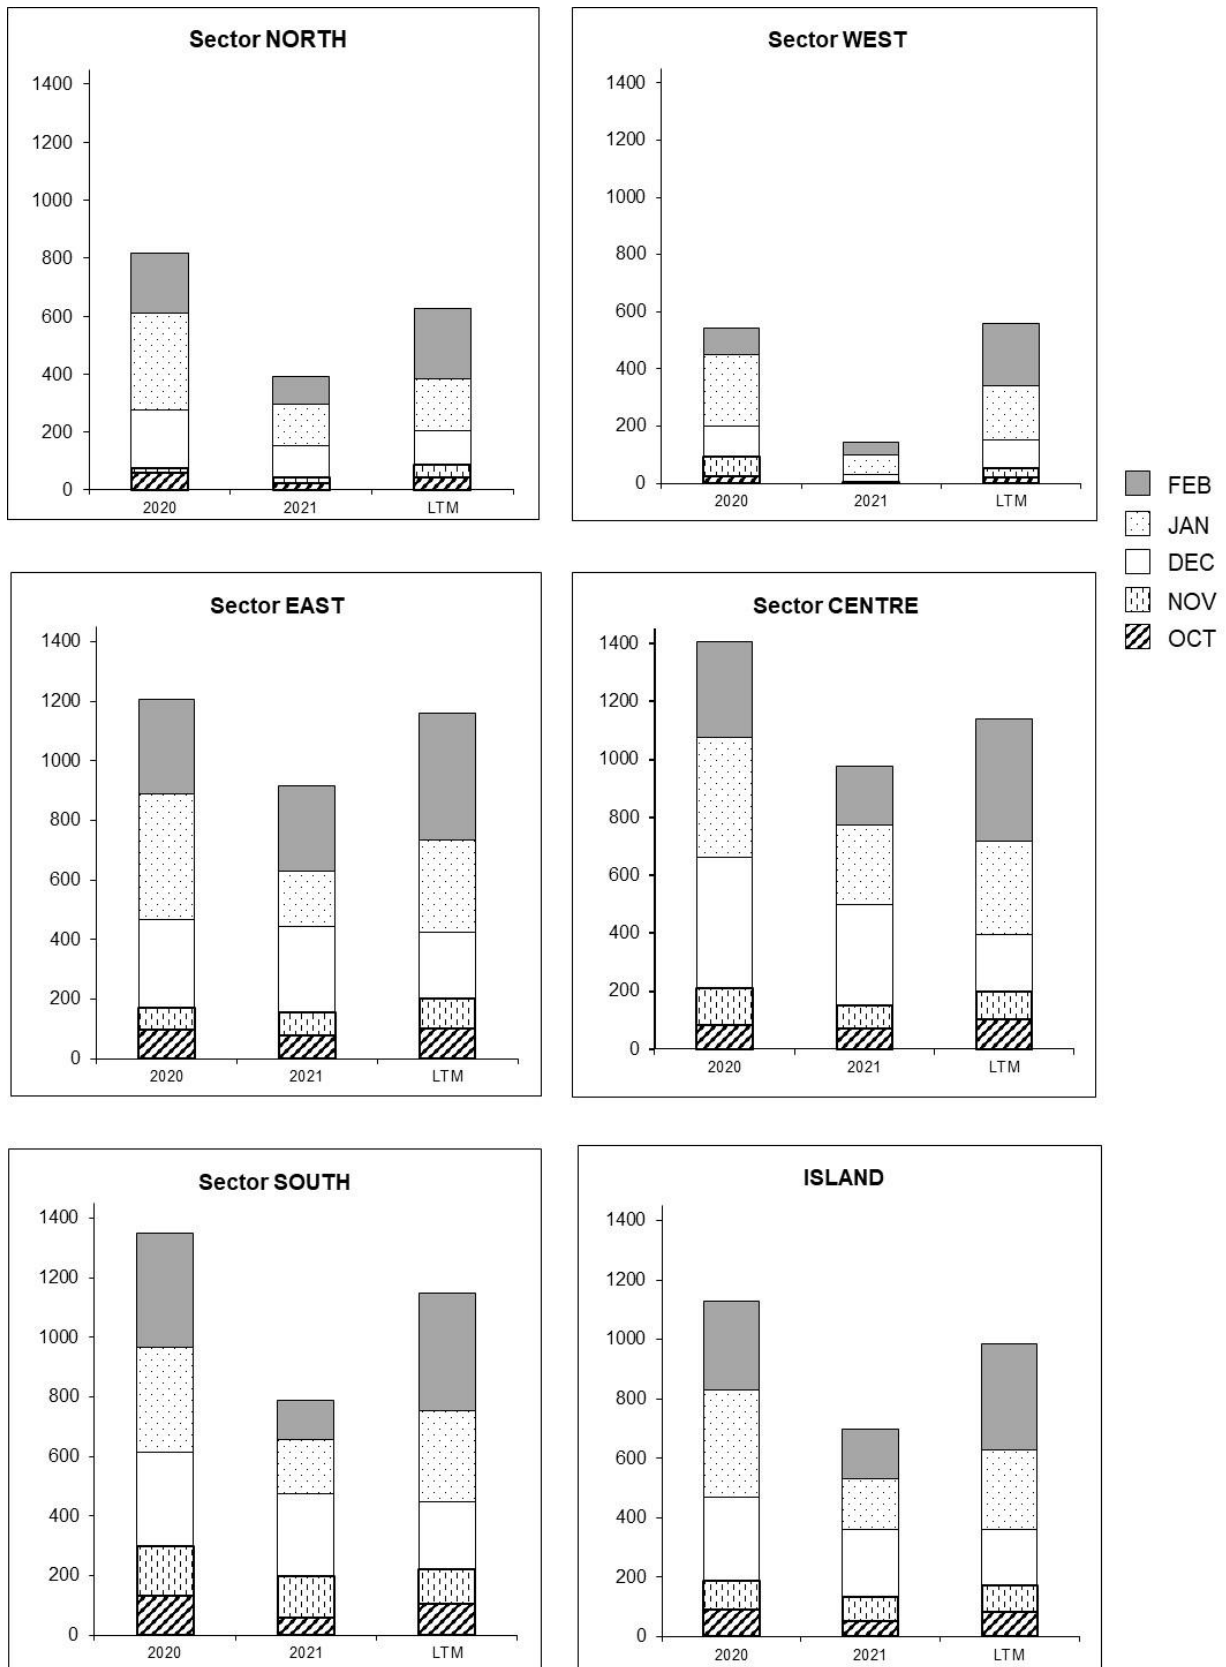 Sector NORTH
1400
1200
1000
800
600
400
200
0
2020 2021 LTM
Sector WEST
1400
1200
1000
800
600
400
200
0
2020 2021 LTM
FEB
JAN
DEC
NOV
OCT
Sector EAST
1400
1200
1000
800
600
400
200
0
2020 2021 LTM
Sector CENTRE
1400
1200
1000
800
600
400
200
0
2020 2021 LTM
Sector SOUTH
1400
1200
1000
800
600
400
200
0
2020 2021 LTM
ISLAND
1400
1200
1000
800
600
400
200
0
2020 2021 LTM